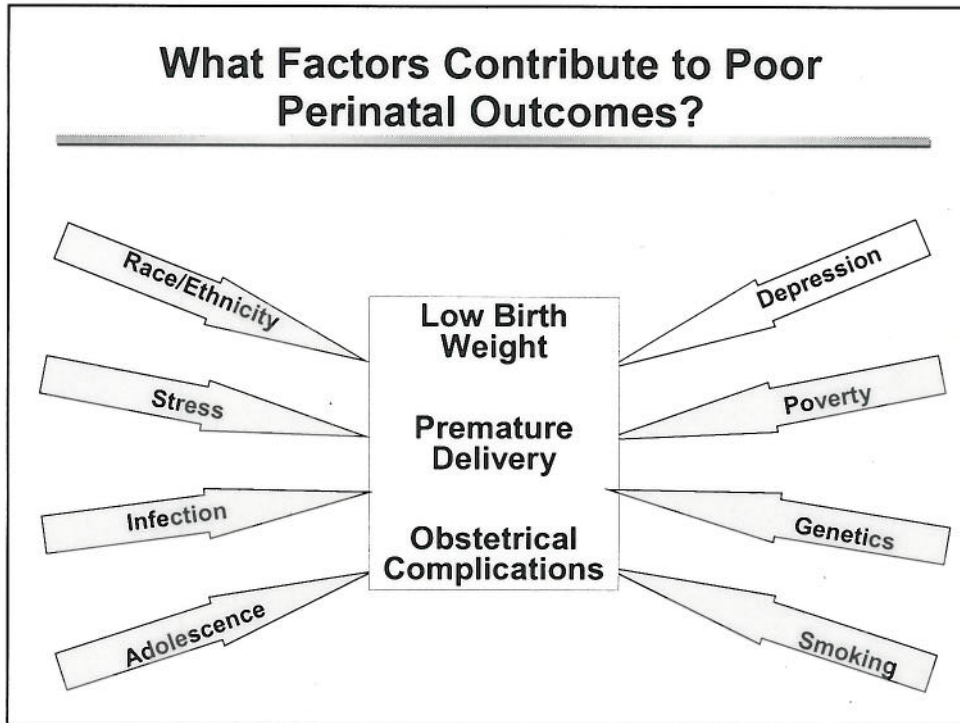 What Factors Contribute to Poor
Perinatal Outcomes?
Race/Ethnicity
Stress
Infection
Adolescence
Low Birth
Weight
Premature
Delivery
Obstetrical
Complications
Depression
Poverty
Genetics
Smoking